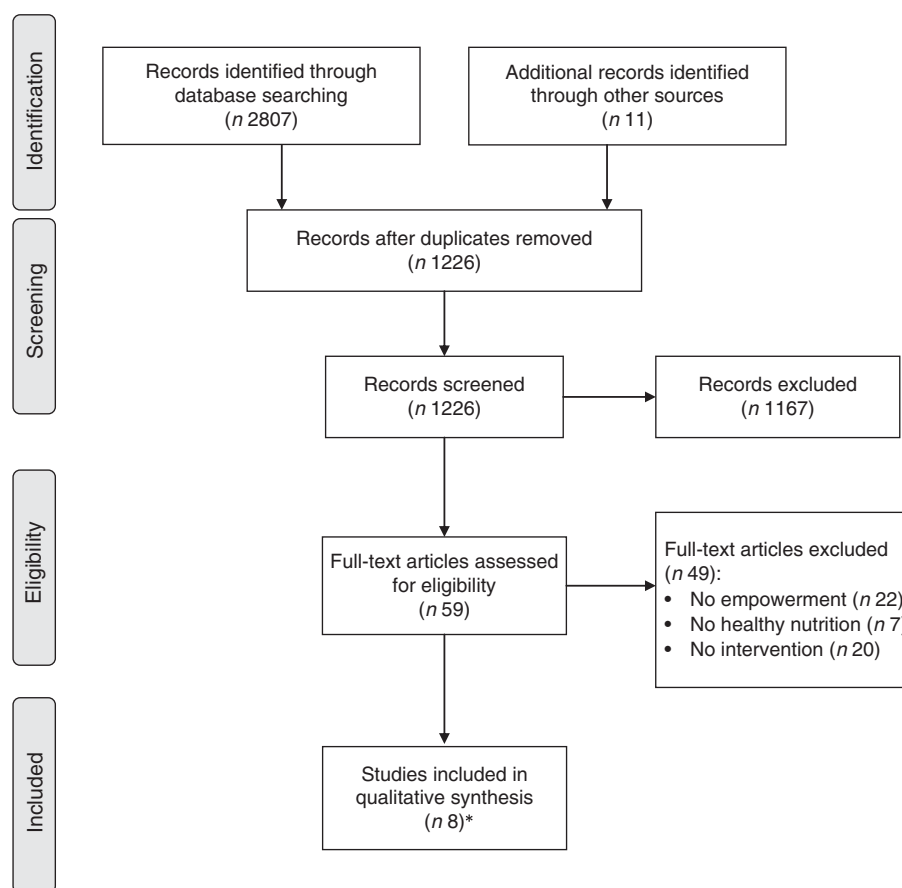 Identification
Records identified through
database searching
(n 2807)
Additional records identified
through other sources
(n 11)
Screening
Records after duplicates removed
(n 1226)
Records screened
(n 1226)
Records excluded
(n 1167)
Eligibility
Full-text articles assessed
for eligibility
(n 59)
Full-text articles excluded
(n 49):
• No empowerment (n 22)
• No healthy nutrition (n 7)
• No intervention (n 20)
Included
Studies included in
qualitative synthesis
(n 8)*